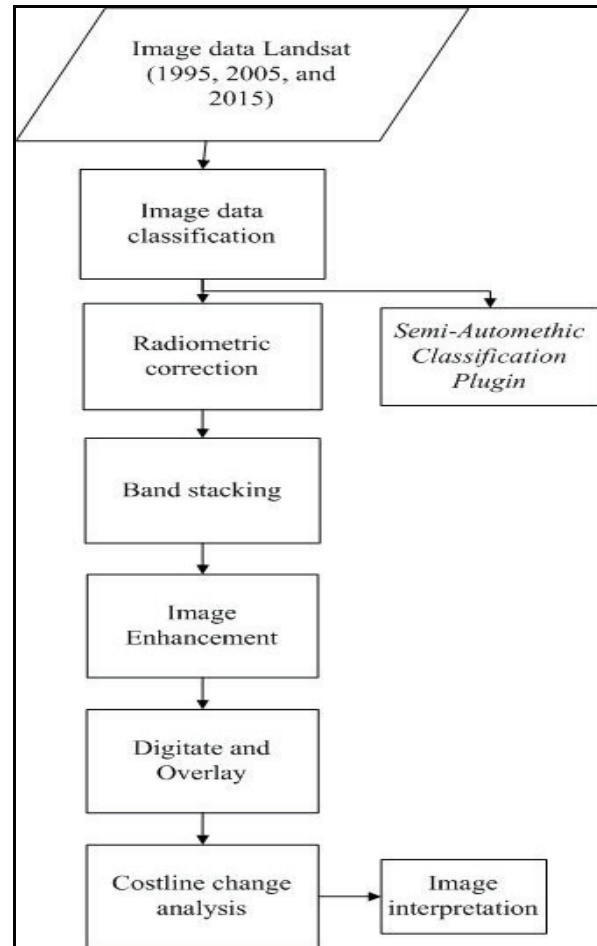 Image data Landsat
(1995, 2005, and
2015)
Image data
classification
Radiometric
correction
Semi-Automethic
Classification
Plugin
Band stacking
Image
Enhancement
Digitate and
Overlay
Costline change
analysis
Image
interpretation